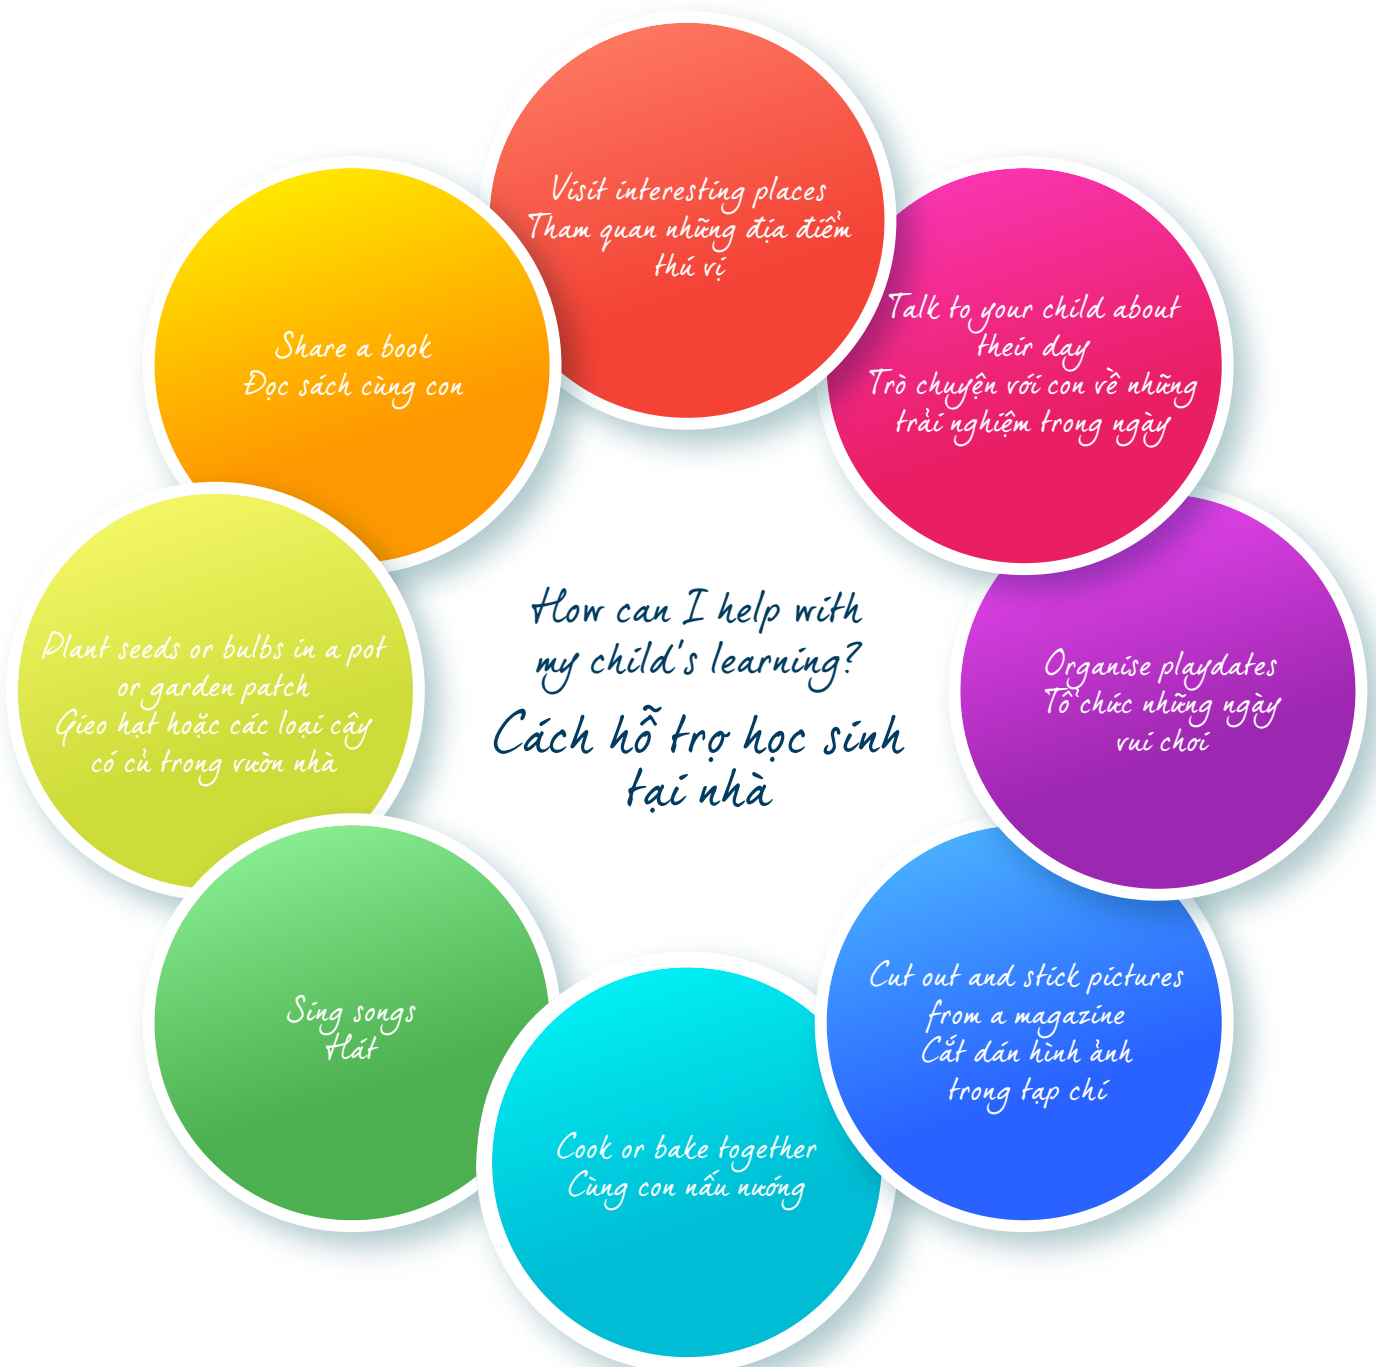 Visit interesting places
Tham quan những địa điểm
thú vị
Talk to your child about
their day
Trò chuyện với con về những
trải nghiệm trong ngày
Share a book
Đọc sách cùng con
How can I help with
my child's learning?
Cách hỗ trợ học sinh
tại nhà
Plant seeds or bulbs in a pot
or garden patch
Gieo hạt hoặc các loại cây
có củ trong vườn nhà
Organise playdates
Tổ chức những ngày
vui chơi
Sing songs
Hát
Cut out and stick pictures
from a magazine
Cắt dán hình ảnh
trong tạp chí
Cook or bake together
Cùng con nấu nướng